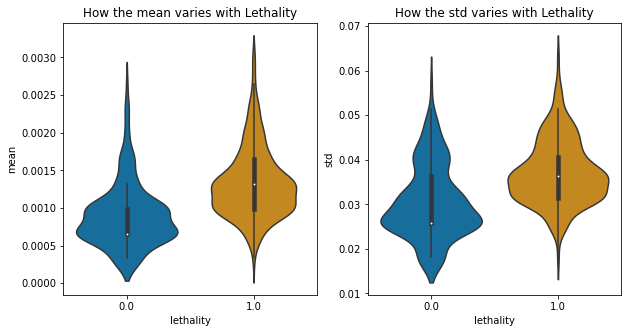 How the mean varies with Lethality
mean
0.0030
0.0025
0.0020
0.0015
0.0010
0.0005
0.0000
0.0 1.0
lethality
How the std varies with Lethality
std
0.07
0.06
0.05
0.04
0.03
0.02
0.01
0.0 1.0
lethality